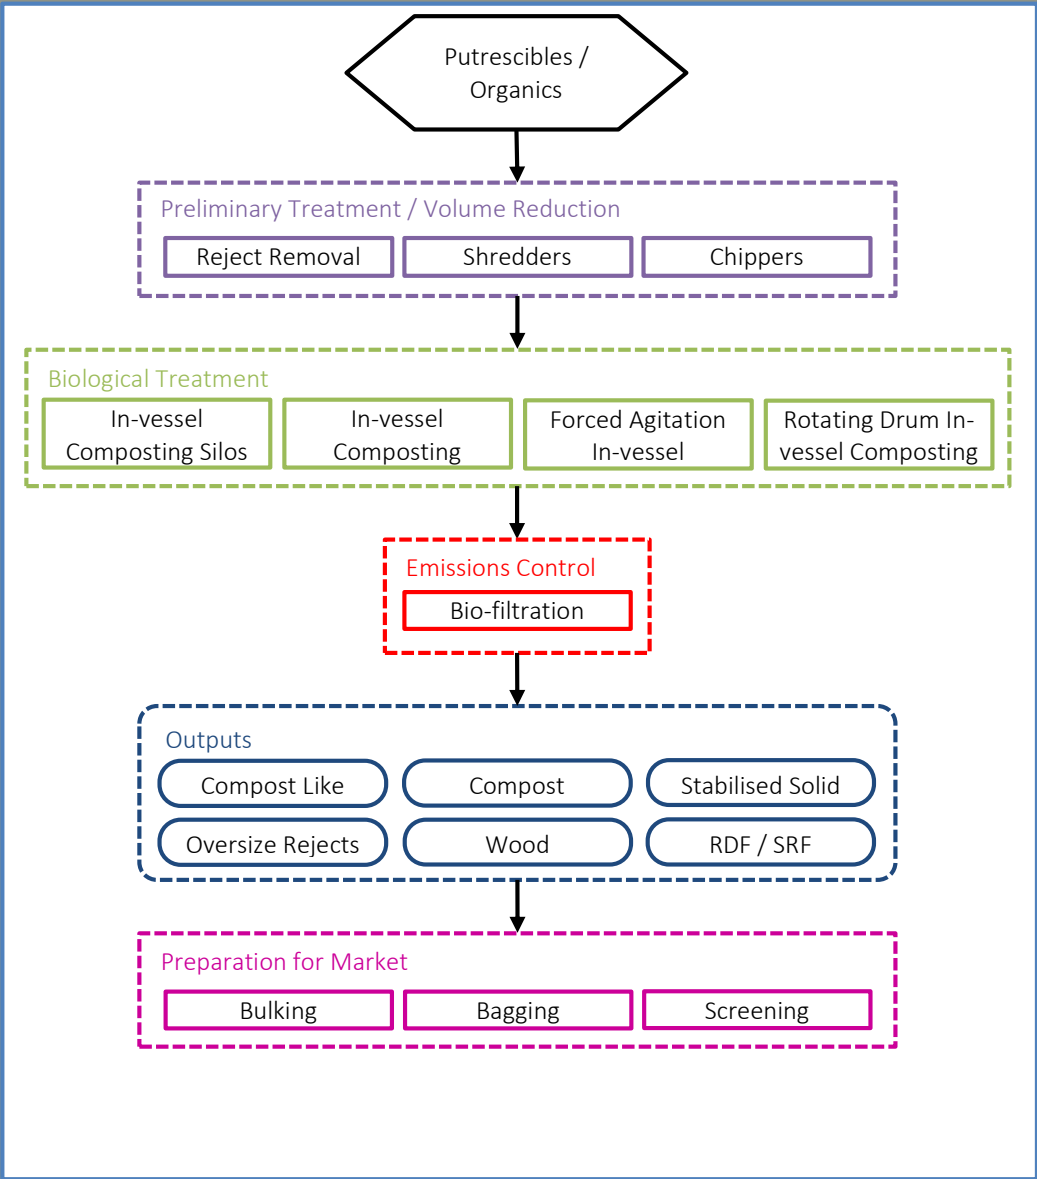 Putrescibles /
Organics
Preliminary Treatment / Volume Reduction
Reject Removal
Shredders
Chippers
Biological Treatment
In-vessel
Composting Silos
In-vessel
Composting
Forced Agitation
In-vessel
Rotating Drum In-
vessel Composting
Emissions Control
Bio-filtration
Outputs
Compost Like
Compost
Stabilised Solid
Oversize Rejects
Wood
RDF / SRF
Preparation for Market
Bulking
Bagging
Screening